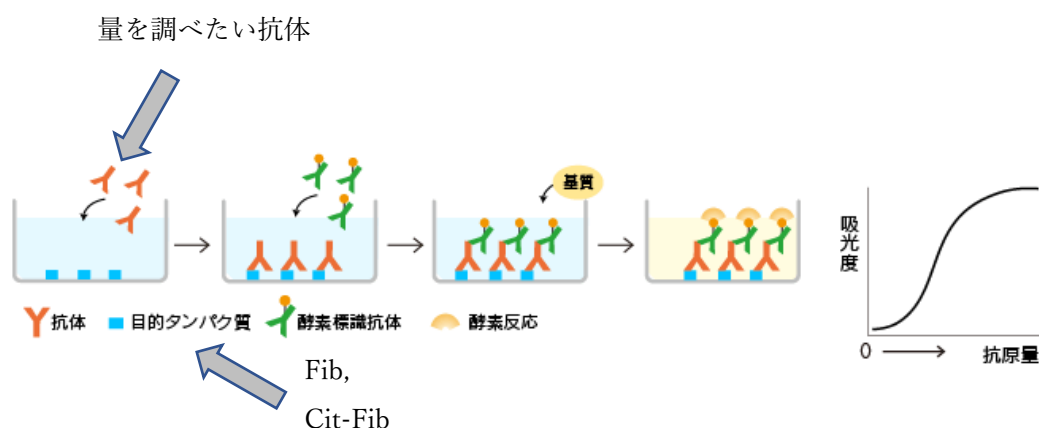 量を調べたい抗体
基質
吸光度
0
抗原量
抗体
目的タンパク質
酵素標識抗体
酵素反応
Fib,
Cit-Fib